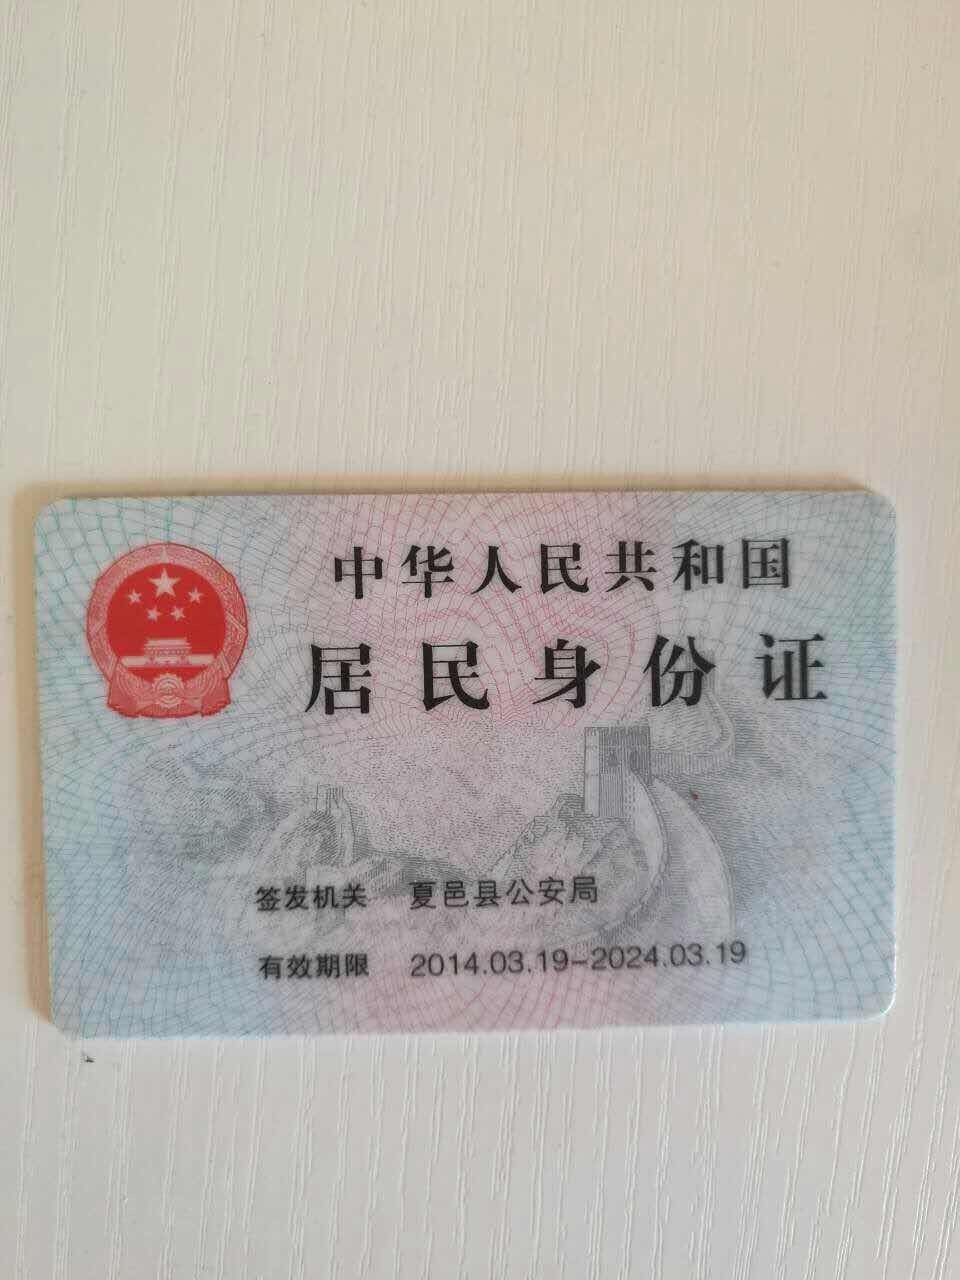 中华人民共和国
居民身份证
签发机关 夏邑县公安局
有效期限 2014.03.19-2024.03.19